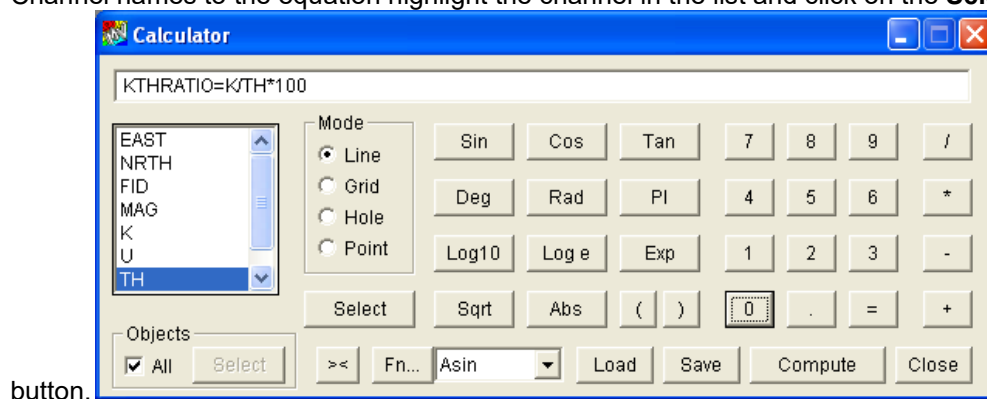 Channel names to the equation highlight the channel in the list and click on the
Calculator
KTHRATIO=K/TH*100
EAST
NRTH
FID
MAG
K
U
TH
Mode
Line
Grid
Hole
Point
Sin Cos Tan 7 8 9 /
Deg Rad PI 4 5 6 *
Log10 Log e Exp 1 2 3 -
Select Sqrt Abs ( ) 0 . = +
Objects
All Select >< Fn... Asin Load Save Compute Close
button.